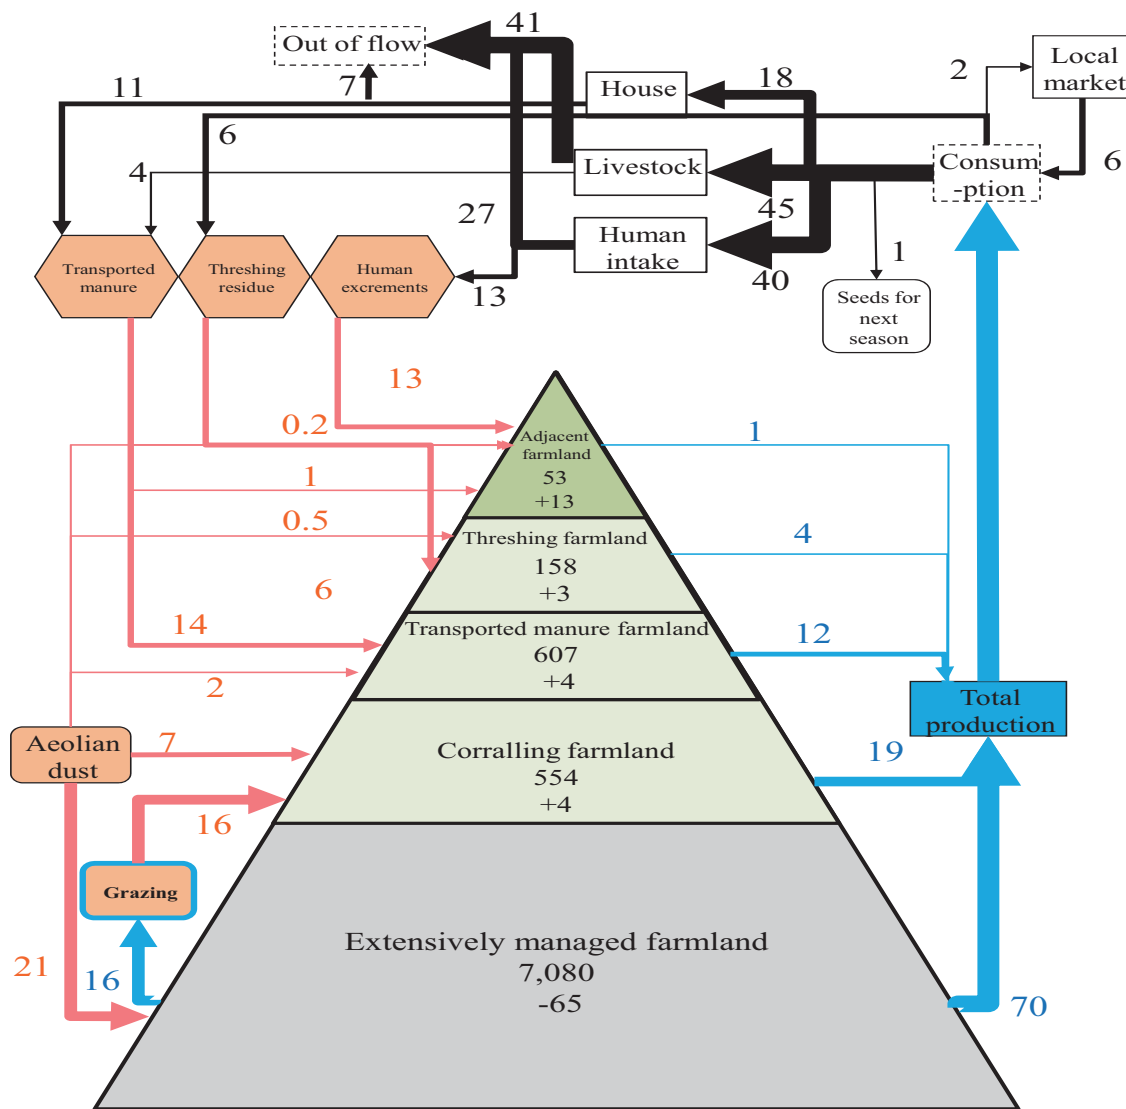 41
Out of flow
2
Local
market
11
7
House
18
6
Consum
-ption
6
4
Livestock
45
27
Human
intake
40
1
13
Transported
manure
Threshing
residue
Human
excrements
Seeds for
next
season
13
0.2
Adjacent
farmland
53
+13
1
1
0.5
Threshing farmland
158
+3
4
6
14
Transported manure farmland
607
+4
12
2
Total
production
Aeolian
dust
7
Corralling farmland
554
+4
19
16
Grazing
Extensively managed farmland
7,080
-65
21
16
70